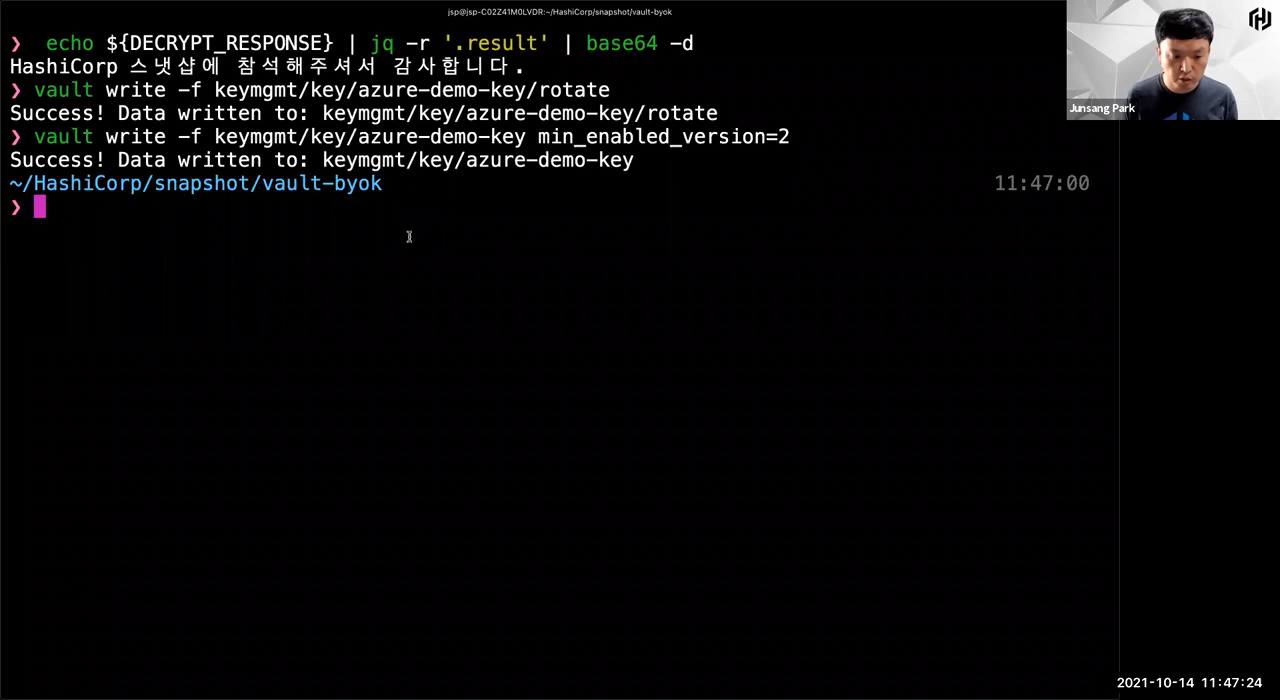 jsp@jsp-C02Z41M0LVDR:~/HashiCorp/snapshot/vault-byok
❯ echo ${DECRYPT_RESPONSE} | jq -r '.result' | base64 -d
HashiCorp 스냇샵에 참석해주셔서 감사합니다.
❯ vault write -f keymgmt/key/azure-demo-key/rotate
Success! Data written to: keymgmt/key/azure-demo-key/rotate
❯ vault write -f keymgmt/key/azure-demo-key min_enabled_version=2
Success! Data written to: keymgmt/key/azure-demo-key
~/HashiCorp/snapshot/vault-byok 11:47:00
❯
Junsang Park
2021-10-14 11:47:24